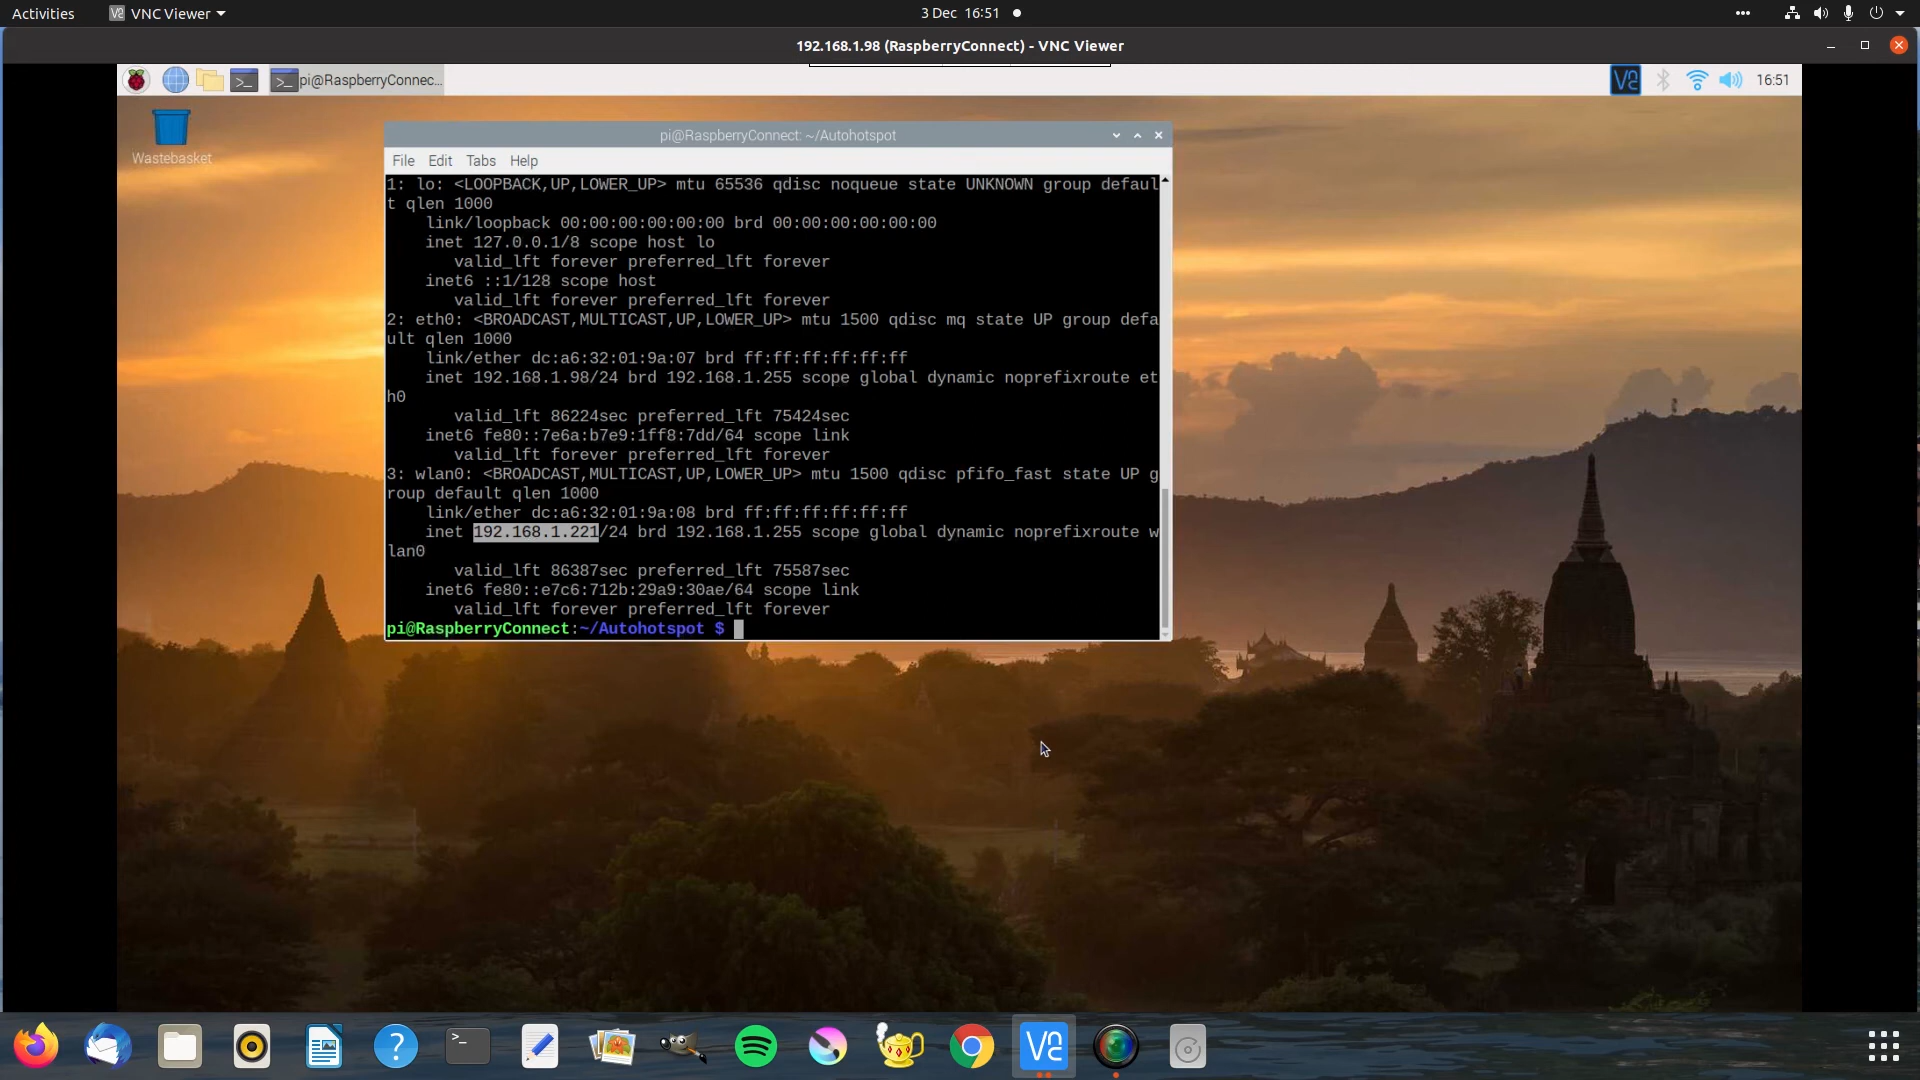 Activities VNC Viewer 3 Dec 16:51
192.168.1.98 (RaspberryConnect) - VNC Viewer
pi@RaspberryConnec... 16:51
Wastebasket
pi@RaspberryConnect: ~/Autohotspot
File Edit Tabs Help
1: lo: <LOOPBACK,UP,LOWER_UP> mtu 65536 qdisc noqueue state UNKNOWN group defaul
t qlen 1000
link/loopback 00:00:00:00:00:00 brd 00:00:00:00:00:00
inet 127.0.0.1/8 scope host lo
valid_lft forever preferred_lft forever
inet6 ::1/128 scope host
valid_lft forever preferred_lft forever
2: eth0: <BROADCAST,MULTICAST,UP,LOWER_UP> mtu 1500 qdisc mq state UP group defa
ult qlen 1000
link/ether dc:a6:32:01:9a:07 brd ff:ff:ff:ff:ff:ff
inet 192.168.1.98/24 brd 192.168.1.255 scope global dynamic noprefixroute et
h0
valid_lft 86224sec preferred_lft 75424sec
inet6 fe80::7e6a:b7e9:1ff8:7dd/64 scope link
valid_lft forever preferred_lft forever
3: wlan0: <BROADCAST,MULTICAST,UP,LOWER_UP> mtu 1500 qdisc pfifo_fast state UP g
roup default qlen 1000
link/ether dc:a6:32:01:9a:08 brd ff:ff:ff:ff:ff:ff
inet 192.168.1.221/24 brd 192.168.1.255 scope global dynamic noprefixroute w
lan0
valid_lft 86387sec preferred_lft 75587sec
inet6 fe80::e7c6:712b:29a9:30ae/64 scope link
valid_lft forever preferred_lft forever
pi@RaspberryConnect:~/Autohotspot $